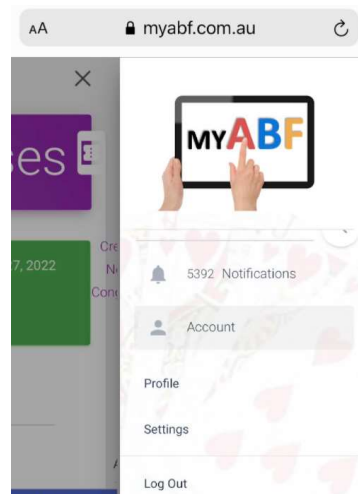 AA myabf.com.au
ses
MYABF
7, 2022
Cre
N
Con
5392 Notifications
Account
Profile
Settings
Log Out